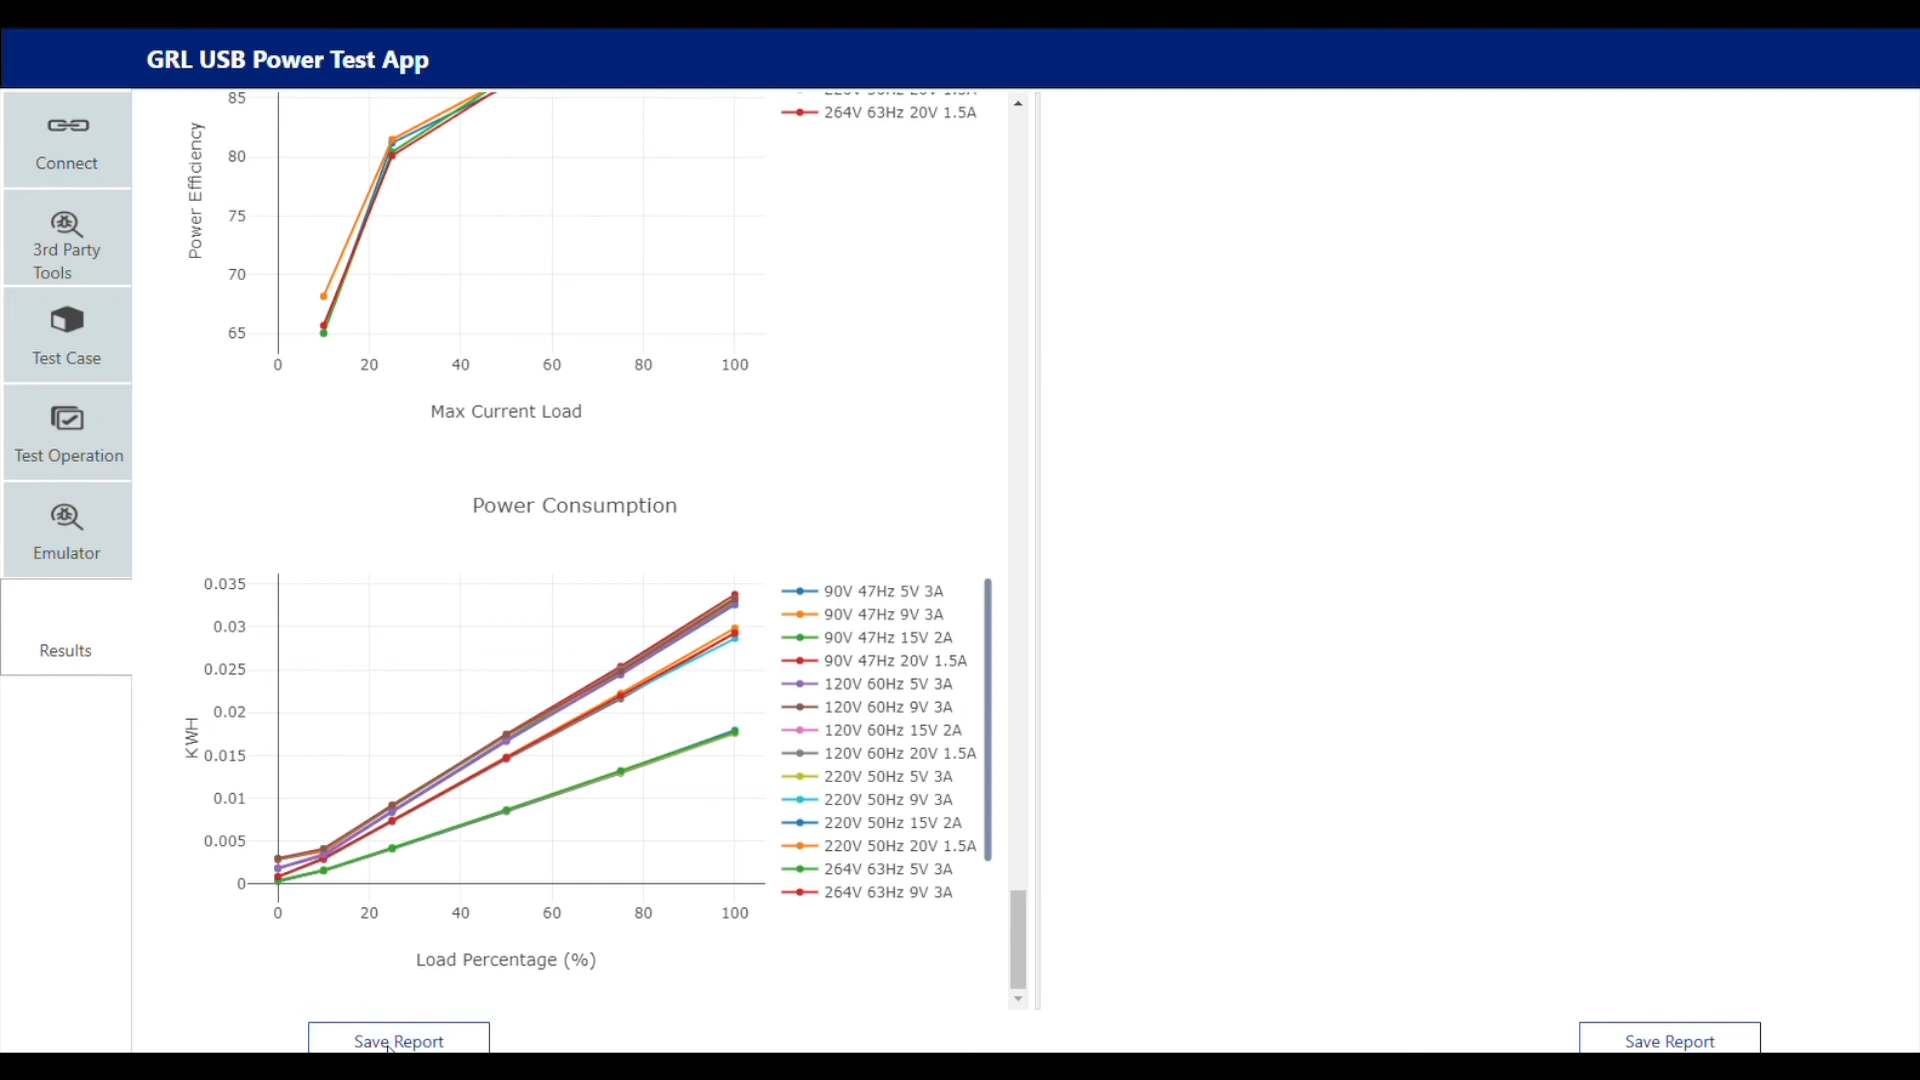 GRL USB Power Test App
Connect
3rd Party
Tools
Test Case
Test Operation
Emulator
Results
85
80
75
70
65
Power Efficiency
0 20 40 60 80 100
Max Current Load
264V 63Hz 20V 1.5A
Power Consumption
0.035
0.03
0.025
0.02
0.015
0.01
0.005
0
KWH
0 20 40 60 80 100
Load Percentage (%)
90V 47Hz 5V 3A
90V 47Hz 9V 3A
90V 47Hz 15V 2A
90V 47Hz 20V 1.5A
120V 60Hz 5V 3A
120V 60Hz 9V 3A
120V 60Hz 15V 2A
120V 60Hz 20V 1.5A
220V 50Hz 5V 3A
220V 50Hz 9V 3A
220V 50Hz 15V 2A
220V 50Hz 20V 1.5A
264V 63Hz 5V 3A
264V 63Hz 9V 3A
Save Report
Save Report